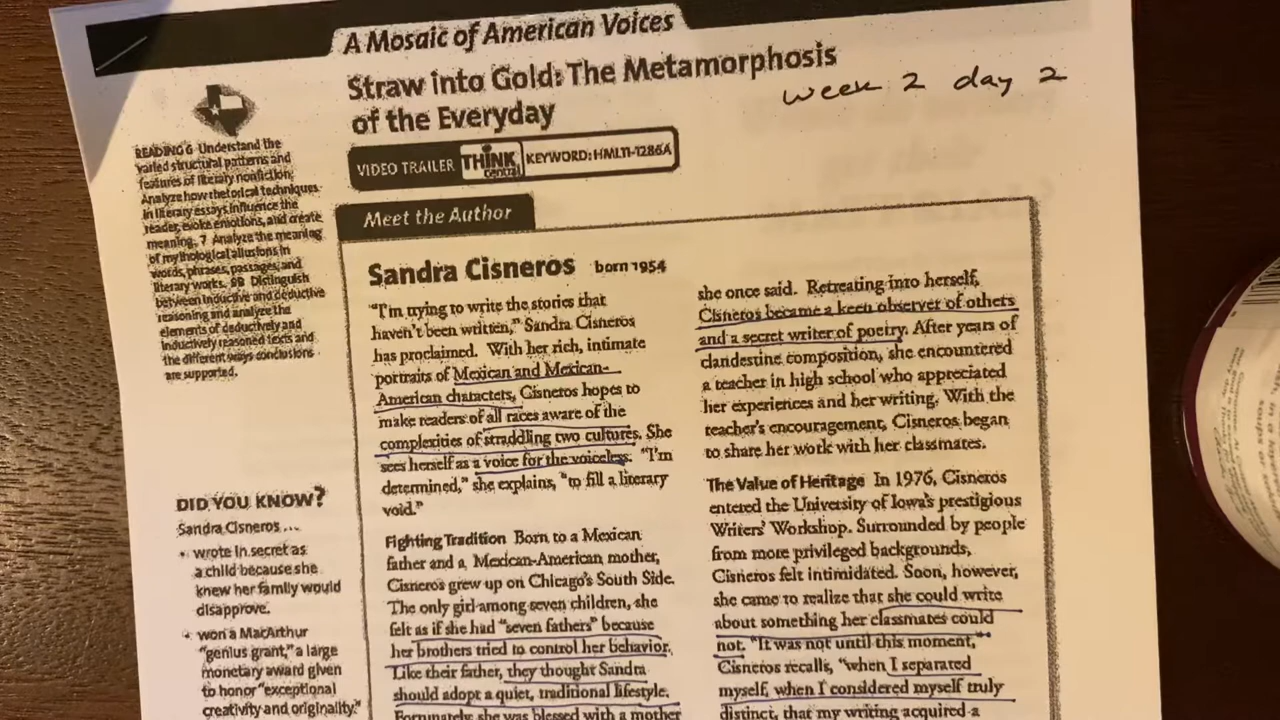 A Mosaic of American Voices
Straw into Gold: The Metamorphosis
of the Everyday
week 2 day 2
VIDEO TRAILER THINK central KEYWORD: HML11-1286A
READING 6 Understand the
varied structural patterns and
features of literary nonfiction.
Analyze how rhetorical techniques
in literary essays influence the
reader, evoke emotions, and create
meaning. 7 Analyze the meaning
of mythological allusions in
words, phrases, passages, and
literary works. 9B Distinguish
between inductive and deductive
reasoning and analyze the
elements of deductively and
inductively reasoned texts and
the different ways conclusions
are supported.
DID YOU KNOW?
Sandra Cisneros ...
• wrote in secret as
a child because she
knew her family would
disapprove.
• won a MacArthur
"genius grant," a large
monetary award given
to honor "exceptional
creativity and originality."
Meet the Author
Sandra Cisneros born 1954
"I'm trying to write the stories that
haven't been written," Sandra Cisneros
has proclaimed. With her rich, intimate
portraits of Mexican and Mexican-
American characters, Cisneros hopes to
make readers of all races aware of the
complexities of straddling two cultures. She
sees herself as a voice for the voiceless. "I'm
determined," she explains, "to fill a literary
void."
Fighting Tradition Born to a Mexican
father and a Mexican-American mother,
Cisneros grew up on Chicago's South Side.
The only girl among seven children, she
felt as if she had "seven fathers" because
her brothers tried to control her behavior.
Like their father, they thought Sandra
should adopt a quiet, traditional lifestyle.
Fortunately, she was blessed with a mother
she once said. Retreating into herself,
Cisneros became a keen observer of others
and a secret writer of poetry. After years of
clandestine composition, she encountered
a teacher in high school who appreciated
her experiences and her writing. With the
teacher's encouragement, Cisneros began
to share her work with her classmates.
The Value of Heritage In 1976, Cisneros
entered the University of Iowa's prestigious
Writers' Workshop. Surrounded by people
from more privileged backgrounds,
Cisneros felt intimidated. Soon, however,
she came to realize that she could write
about something her classmates could
not. "It was not until this moment,"
Cisneros recalls, "when I separated
myself, when I considered myself truly
distinct, that my writing acquired a